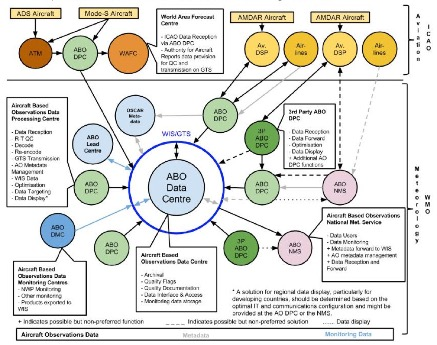 ADS Aircraft
Mode-S Aircraft
World Area Forecast
Centre
- ICAO Data Reception
via ABO DPC
- Authority for Aircraft
Reports data provision
for QC and
transmission on GTS
AMDAR Aircraft
AMDAR Aircraft
ATM
ABO
DPC
WAFC
Av.
DSP
Air-
lines
Av.
DSP
Air-
lines
Aviation
ICAO
Aircraft Based
Observations Data
Processing Centre
- Data Reception
- R.T QC
- Decode
- Re-encode
- GTS Transmission
- AO Metadata
Management
- WIS Data
- Optimisation
- Data Targeting
- Data Display*
OSCAR
Meta-
data
ABO
DPC
3rd Party ABO
DPC
- Data Reception
- Data Forward
- Optimisation
- Data Display
+ Additional AO
DPC functions
ABO
Lead
Centre
WIS/GTS
3P
ABO
DPC
ABO
DPC
ABO
Data
Centre
ABO
DPC
ABO
NMS
Meteorology
WMO
ABO
DMC
ABO
DPC
3P
ABO
DPC
ABO
NMS
Aircraft Based Observations
National Met. Service
- Data Users
- Data Monitoring
+ Metadata forward to WIS
+ AO metadata management
+ Data Reception and
Forward
Aircraft Based
Observations Data
Monitoring Centres
- NWP Monitoring
- Other monitoring
- Products exported to
WIS
Aircraft Based
Observations Data Centre
- Archival
- Quality Flags
- Quality Documentation
- Data Interface & Access
- Monitoring data storage
* A solution for regional data display, particularly for
developing countries, should be determined based on the
optimal IT and communications configuration and might be
provided at the AO DPC or the NMS.
+ Indicates possible but non-preferred function
_ _ _ _ Indicates possible but non-preferred solution
...... Data display
Aircraft Observations Data
Metadata
Monitoring Data